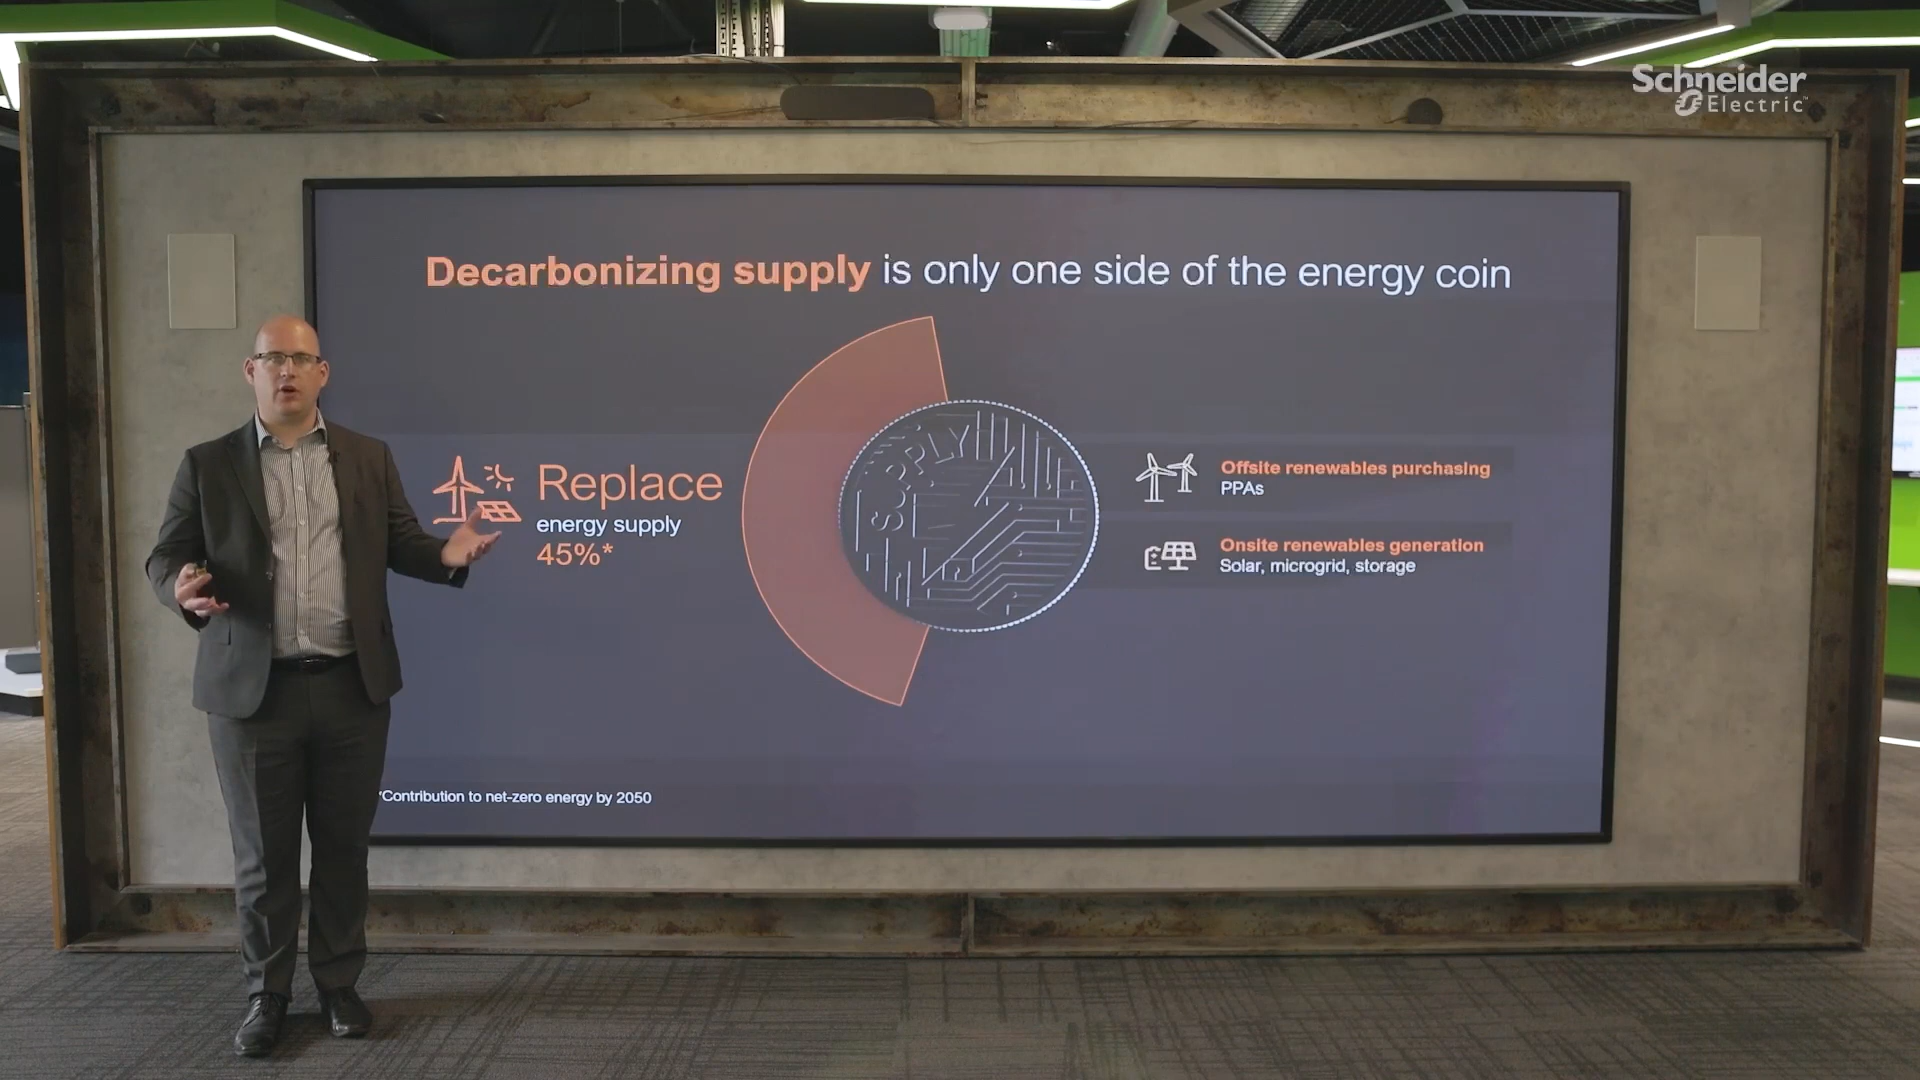 Schneider
Electric
Decarbonizing supply is only one side of the energy coin
SUPPLY
Replace
energy supply
45%*
Offsite renewables purchasing
PPAs
Onsite renewables generation
Solar, microgrid, storage
*Contribution to net-zero energy by 2050